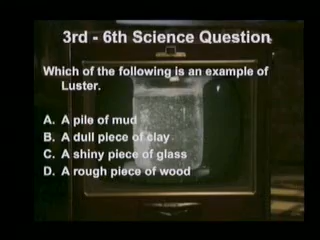 3rd - 6th Science Question
Which of the following is an example of
Luster.
A. A pile of mud
B. A dull piece of clay
C. A shiny piece of glass
D. A rough piece of wood